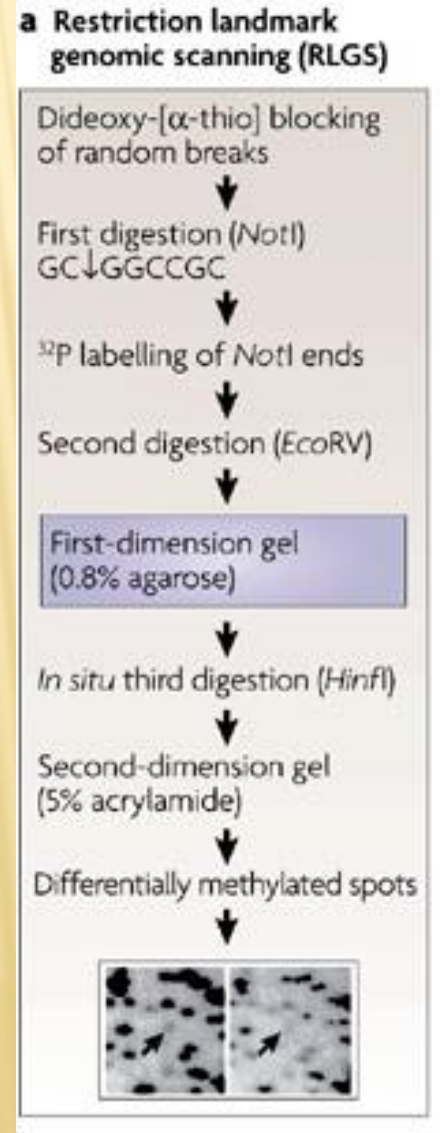 a Restriction landmark
genomic scanning (RLGS)
Dideoxy-[α-thio] blocking
of random breaks
First digestion (NotI)
GC↓GGCCGC
³²P labelling of NotI ends
Second digestion (EcoRV)
First-dimension gel
(0.8% agarose)
In situ third digestion (HinfI)
Second-dimension gel
(5% acrylamide)
Differentially methylated spots